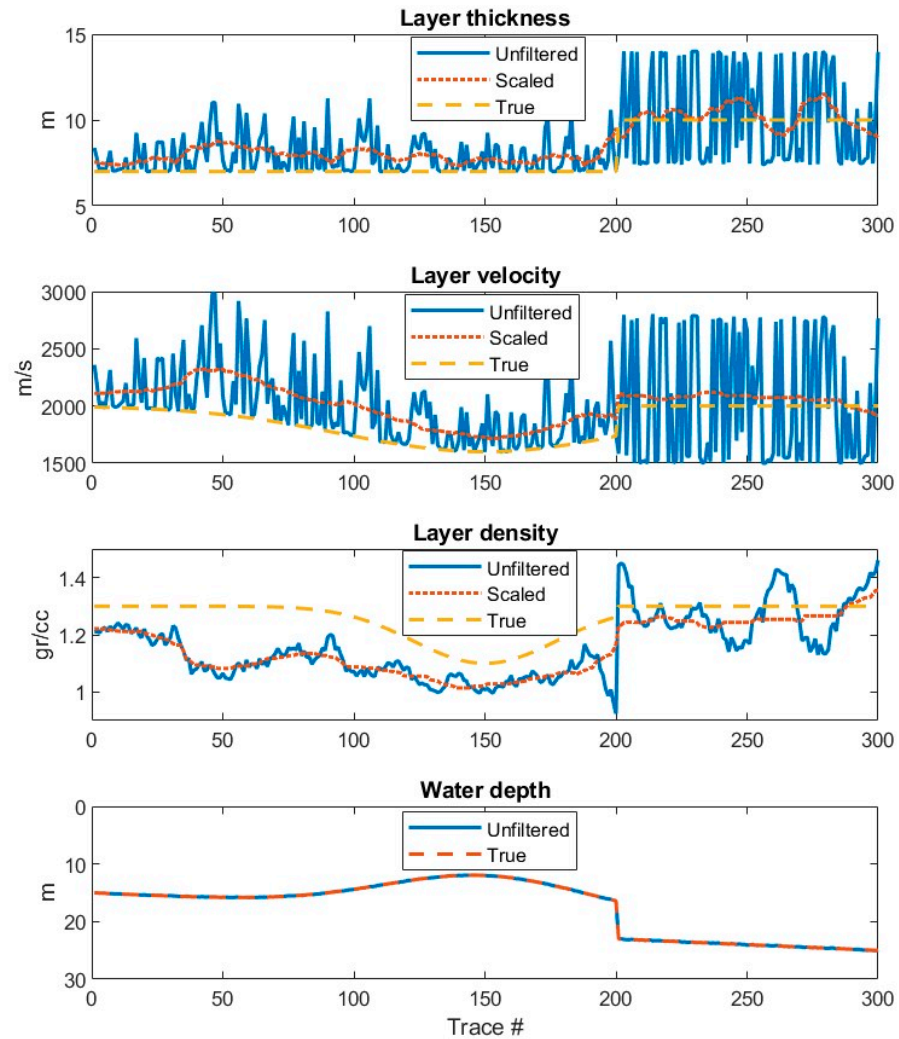 Layer thickness
15
10
5
m
Unfiltered
Scaled
True
0 50 100 150 200 250 300
Layer velocity
3000
2500
2000
1500
m/s
Unfiltered
Scaled
True
0 50 100 150 200 250 300
Layer density
1.4
1.2
1
gr/cc
Unfiltered
Scaled
True
0 50 100 150 200 250 300
Water depth
0
10
20
30
m
Unfiltered
True
0 50 100 150 200 250 300
Trace #